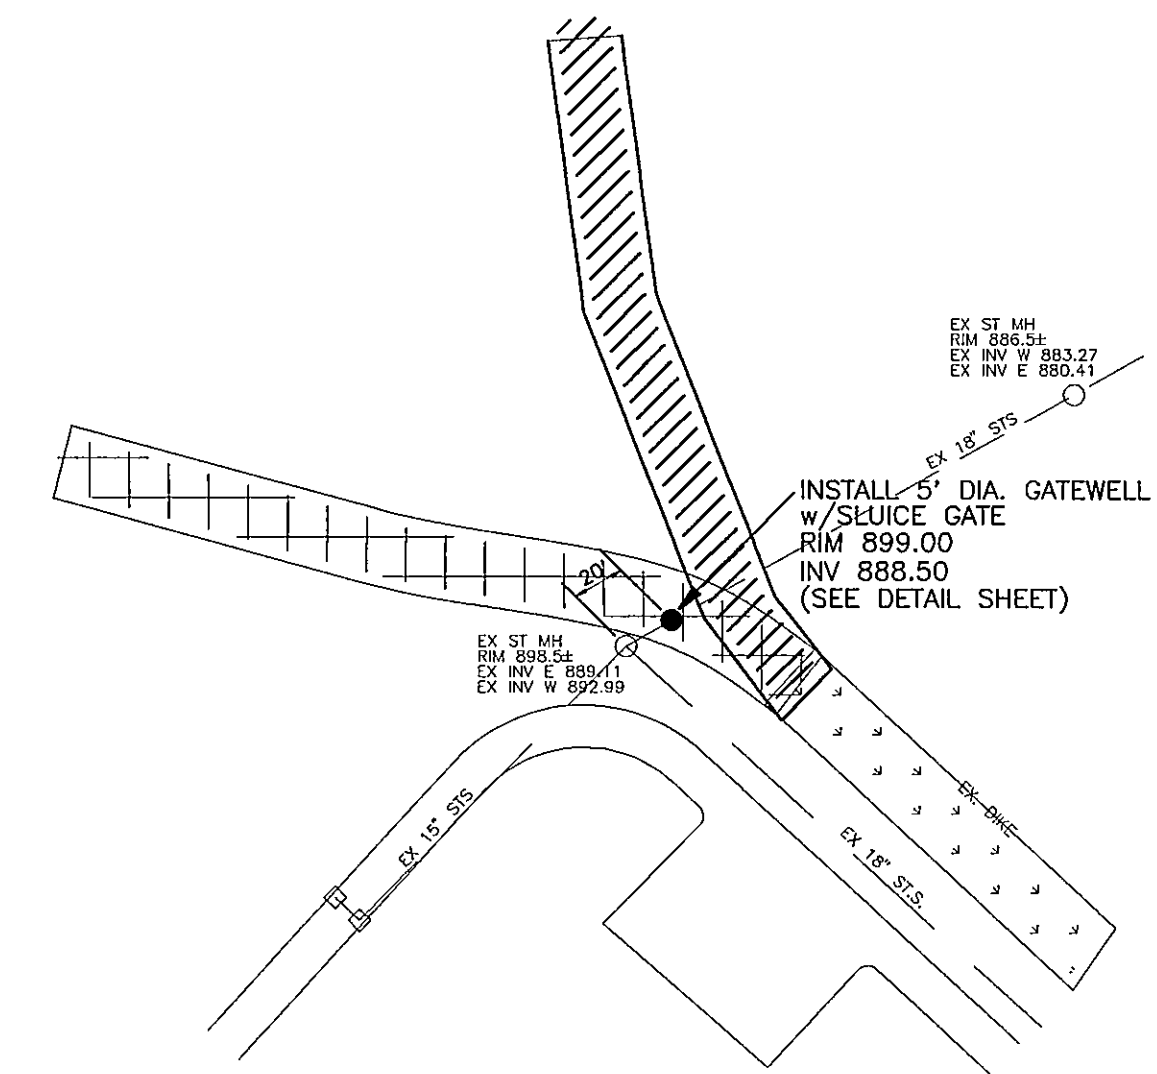 EX ST MH
RIM 886.5±
EX INV W 883.27
EX INV E 880.41
EX 18" STS
INSTALL 5' DIA. GATEWELL
w/SLUICE GATE
RIM 899.00
INV 888.50
(SEE DETAIL SHEET)
20'
EX ST MH
RIM 898.5±
EX INV E 889.11
EX INV W 892.99
EX. DIKE
EX 15" STS
EX 18" ST.S.